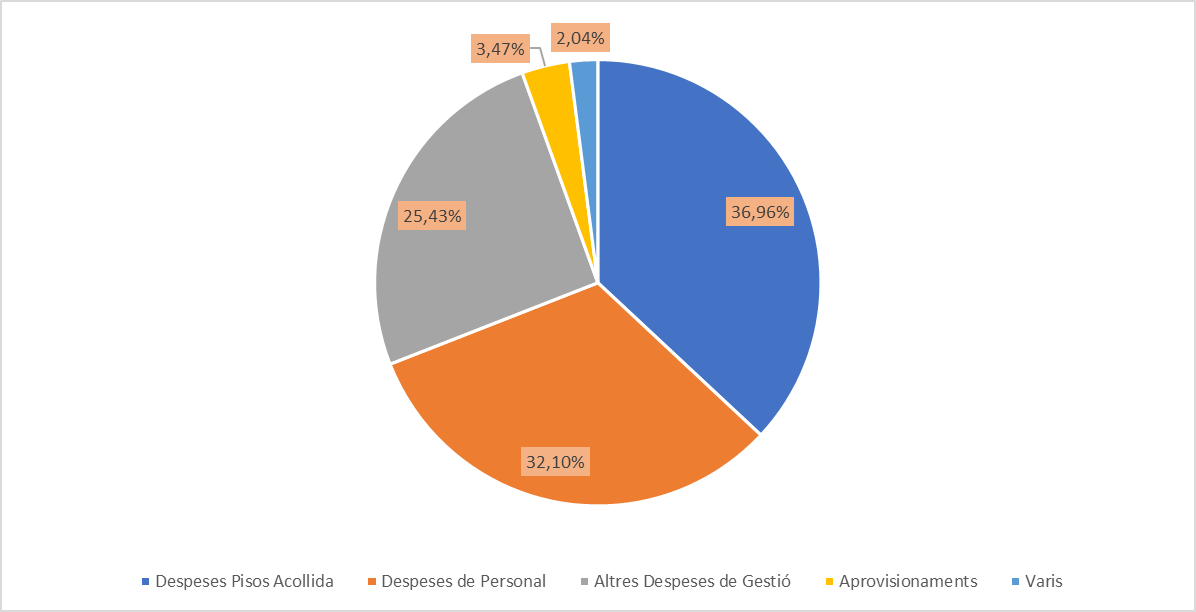 3,47%
2,04%
36,96%
25,43%
32,10%
Despeses Pisos Acollida
Despeses de Personal
Altres Despeses de Gestió
Aprovisionaments
Varis